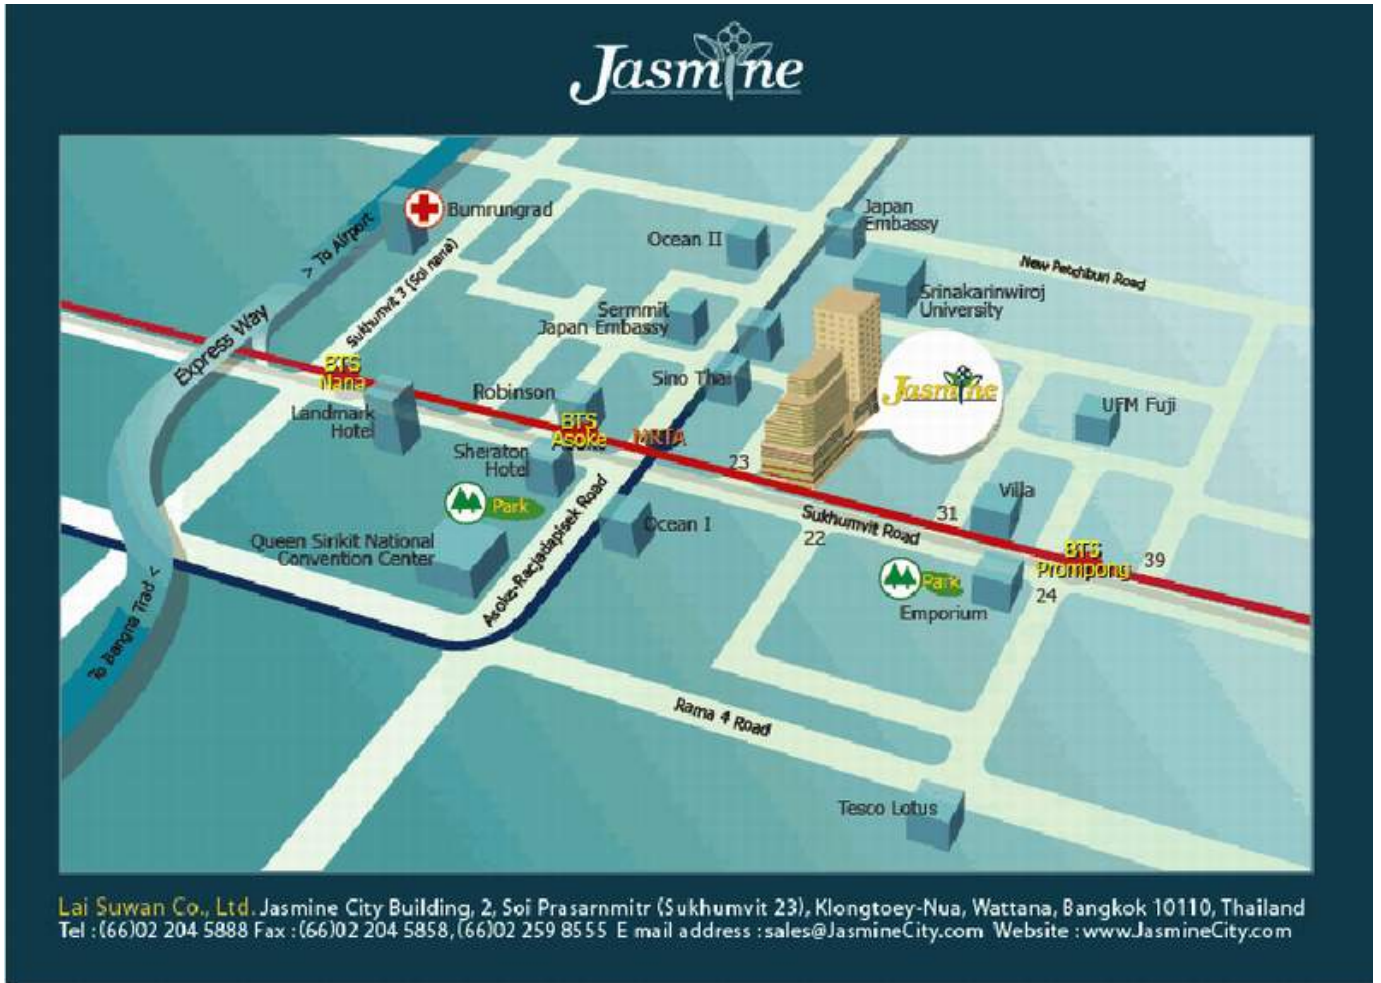 Jasmine
Bumrungrad
Japan
Embassy
Ocean II
> To Airport
Sukhumvit 3 (Soi nana)
New Petchburi Road
Srinakarinwiroj
University
Sermmit
Japan Embassy
Express Way
BTS
Nana
Landmark
Hotel
Robinson
Sino Thai
Jasmine
UFM Fuji
BTS
Asoke
MRTA
Sheraton
Hotel
23
Park
Asoke-Racjadapisek Road
Ocean I
Villa
31
Sukhumvit Road
22
Queen Sirikit National
Convention Center
BTS
Prompong
39
Park
24
Emporium
To Bangna Trad <
Rama 4 Road
Tesco Lotus
Lai Suwan Co., Ltd. Jasmine City Building, 2, Soi Prasarnmitr (Sukhumvit 23), Klongtoey-Nua, Wattana, Bangkok 10110, Thailand
Tel : (66)02 204 5888 Fax : (66)02 204 5858, (66)02 259 8555 E mail address : sales@JasmineCity.com Website : www.JasmineCity.com